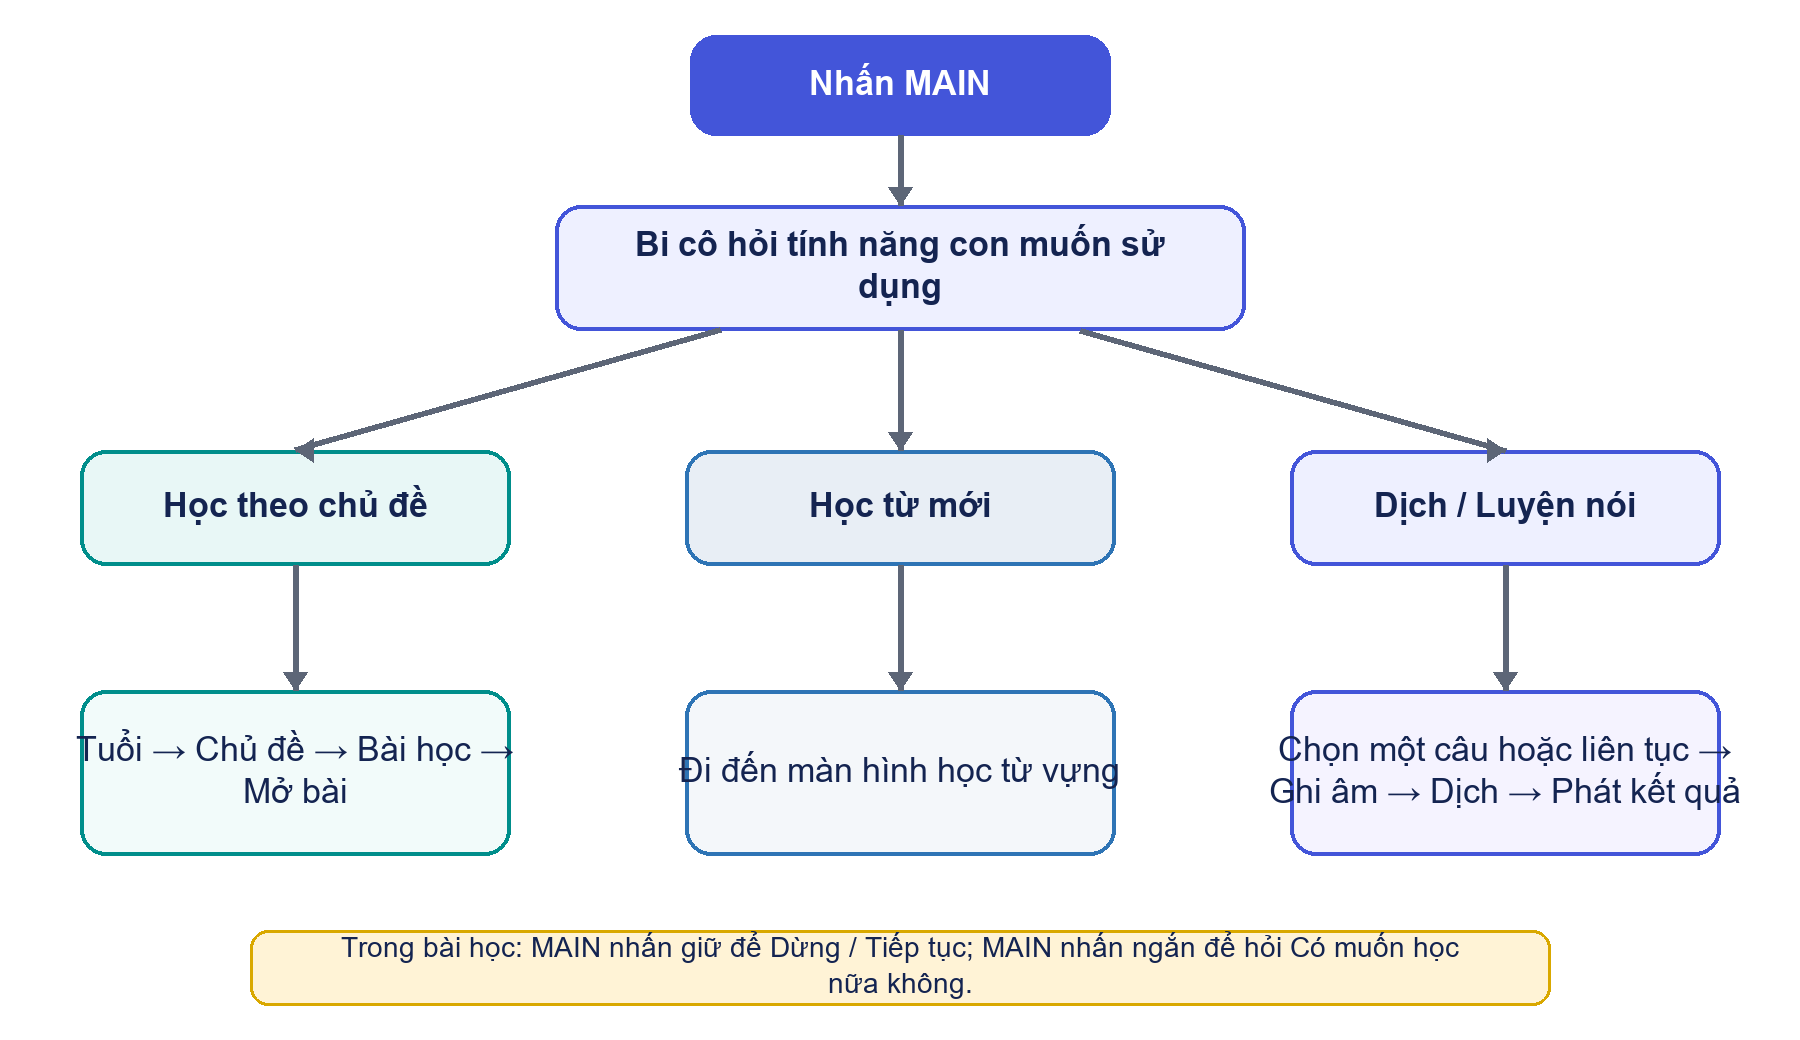 Nhấn MAIN
Bi cô hỏi tính năng con muốn sử
dụng
Học theo chủ đề
Học từ mới
Dịch / Luyện nói
Tuổi → Chủ đề → Bài học →
Mở bài
Đi đến màn hình học từ vựng
Chọn một câu hoặc liên tục →
Ghi âm → Dịch → Phát kết quả
Trong bài học: MAIN nhấn giữ để Dừng / Tiếp tục; MAIN nhấn ngắn để hỏi Có muốn học
nữa không.